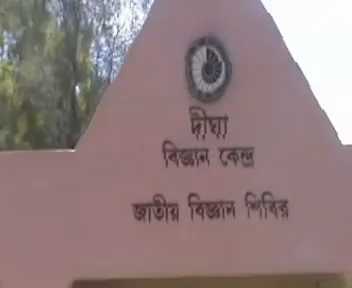 দীঘা
বিজ্ঞান কেন্দ্র
জাতীয় বিজ্ঞান শিবির